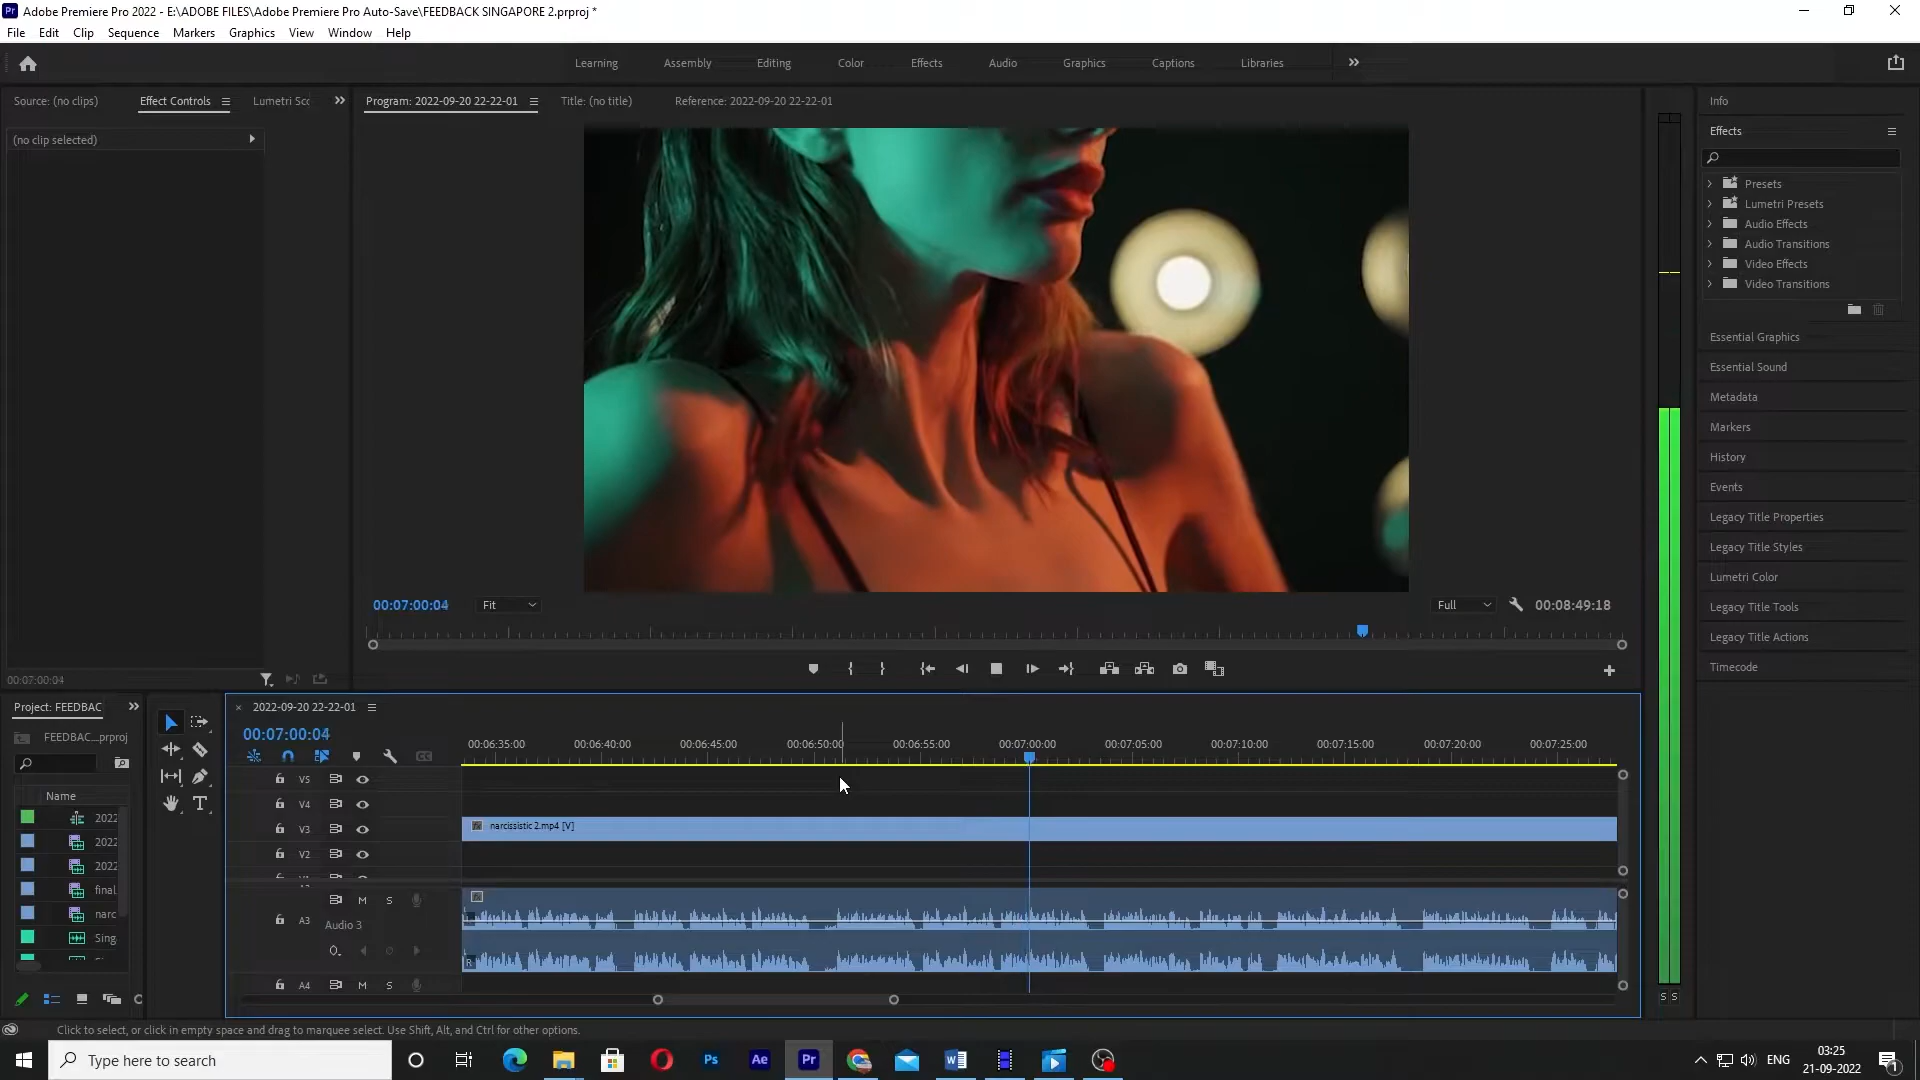 Adobe Premiere Pro 2022 - E:\ADOBE FILES\Adobe Premiere Pro Auto-Save\FEEDBACK SINGAPORE 2.prproj *
File Edit Clip Sequence Markers Graphics View Window Help
Learning Assembly Editing Color Effects Audio Graphics Captions Libraries
Source: (no clips) Effect Controls Lumetri Sc
Program: 2022-09-20 22-22-01 Title: (no title) Reference: 2022-09-20 22-22-01
(no clip selected)
Info
Effects
Presets
Lumetri Presets
Audio Effects
Audio Transitions
Video Effects
Video Transitions
Essential Graphics
Essential Sound
Metadata
Markers
History
Events
Legacy Title Properties
Legacy Title Styles
Lumetri Color
Legacy Title Tools
Legacy Title Actions
Timecode
00:07:00:04 Fit Full 00:08:49:18
00:07:00:04
Project: FEEDBAC
FEEDBAC...prproj
Name
2022
2022
2022
final
narc
Sing
2022-09-20 22-22-01
00:07:00:04
00:06:35:00 00:06:40:00 00:06:45:00 00:06:50:00 00:06:55:00 00:07:00:00 00:07:05:00 00:07:10:00 00:07:15:00 00:07:20:00 00:07:25:00
V5
V4
V3 narcissistic 2.mp4 [V]
V2
M S
A3 Audio 3
R
A4 M S
S S
Click to select, or click in empty space and drag to marquee select. Use Shift, Alt, and Ctrl for other options.
Type here to search
Ps Ae Pr
ENG
03:25
21-09-2022
1